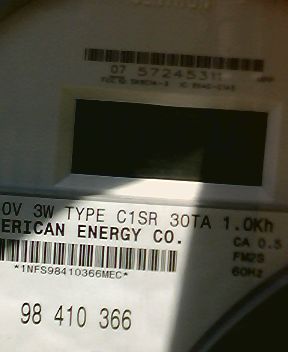 07 57245311
0V 3W TYPE C1SR 30TA 1.0Kh
ERICAN ENERGY CO.
CA 0.5
FM2S
60Hz
*1NFS98410366MEC*
98 410 366